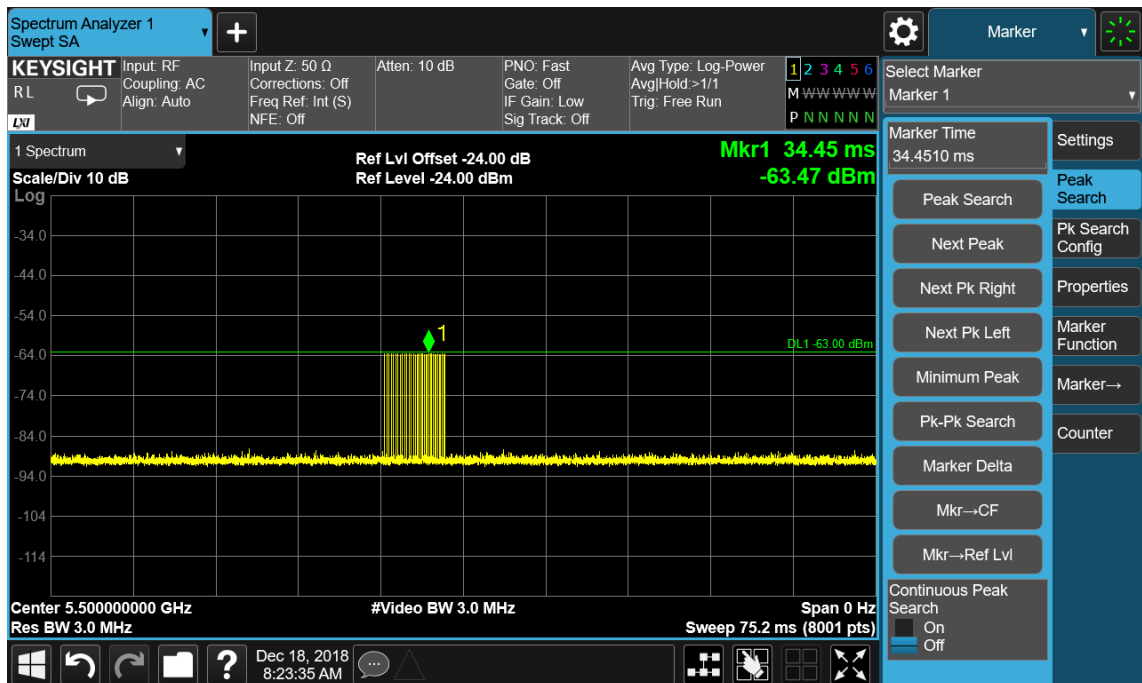 Spectrum Analyzer 1
Swept SA
+
Marker
KEYSIGHT
R L
LXI
Input: RF
Coupling: AC
Align: Auto
Input Z: 50 Ω
Corrections: Off
Freq Ref: Int (S)
NFE: Off
Atten: 10 dB
PNO: Fast
Gate: Off
IF Gain: Low
Sig Track: Off
Avg Type: Log-Power
Avg|Hold:>1/1
Trig: Free Run
1 2 3 4 5 6
M W W W W W
P N N N N N
Select Marker
Marker 1
1 Spectrum
Scale/Div 10 dB
Log
Ref Lvl Offset -24.00 dB
Ref Level -24.00 dBm
Mkr1 34.45 ms
-63.47 dBm
-34.0
-44.0
-54.0
-64.0
-74.0
-84.0
-94.0
-104
-114
1
DL1 -63.00 dBm
Center 5.500000000 GHz
Res BW 3.0 MHz
#Video BW 3.0 MHz
Span 0 Hz
Sweep 75.2 ms (8001 pts)
Marker Time
34.4510 ms
Peak Search
Next Peak
Next Pk Right
Next Pk Left
Minimum Peak
Pk-Pk Search
Marker Delta
Mkr→CF
Mkr→Ref Lvl
Continuous Peak
Search
On
Off
Settings
Peak
Search
Pk Search
Config
Properties
Marker
Function
Marker→
Counter
?
Dec 18, 2018
8:23:35 AM